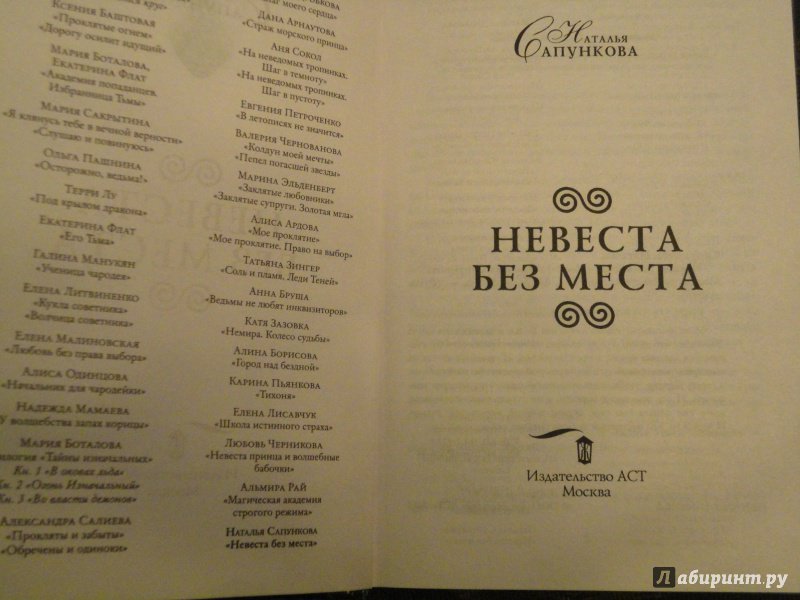 круг»
Ксения Баштовая
«Проклятые огнем»
«Дорогу осилит идущий»
Мария Боталова,
Екатерина Флат
«Академия попаданцев.
Избранница Тьмы»
Мария Сакрытина
«Я клянусь тебе в вечной верности»
«Слушаю и повинуюсь»
Ольга Пашнина
«Осторожно, ведьма!»
Терри Лу
«Под крылом дракона»
Екатерина Флат
«Его Тьма»
Галина Манукян
«Ученица чародея»
Елена Литвиненко
«Кукла советника»
«Волчица советника»
Елена Малиновская
«Любовь без права выбора»
Алиса Одинцова
«Начальник для чародейки»
Надежда Мамаева
У волшебства запах корицы»
Мария Боталова
«Тайны изначальных»
Кн. 1 «В оковах льда»
Кн. 2 «Огонь Изначальный»
Кн. 3 «Во власти демонов»
Александра Салиева
«Прокляты и забыты»
«Обречены и одиноки»
«Шаг моего сердца»
Дана Арнаутова
«Страж морского принца»
Аня Сокол
«На неведомых тропинках.
Шаг в темноту»
«На неведомых тропинках.
Шаг в пустоту»
Евгения Петроченко
«В летописях не значится»
Валерия Чернованова
«Колдун моей мечты»
«Пепел погасшей звезды»
Марина Эльденберт
«Заклятые любовники»
«Заклятые супруги. Золотая мгла»
Алиса Ардова
«Мое проклятие»
«Мое проклятие. Право на выбор»
Татьяна Зингер
«Соль и пламя. Леди Теней»
Анна Бруша
«Ведьмы не любят инквизиторов»
Катя Зазовка
«Немира. Колесо судьбы»
Алина Борисова
«Город над бездной»
Карина Пьянкова
«Тихоня»
Елена Лисавчук
«Школа истинного страха»
Любовь Черникова
«Невеста принца и волшебные
бабочки»
Альмира Рай
«Магическая академия
строгого режима»
Наталья Сапункова
«Невеста без места»
Наталья
Сапункова
НЕВЕСТА
БЕЗ МЕСТА
Издательство АСТ
Москва
Лабиринт.ру